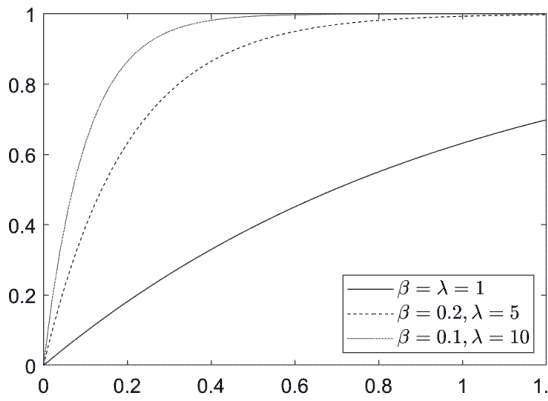 1
0.8
0.6
0.4
0.2
0
β = λ = 1
β = 0.2, λ = 5
β = 0.1, λ = 10
0 0.2 0.4 0.6 0.8 1 1.